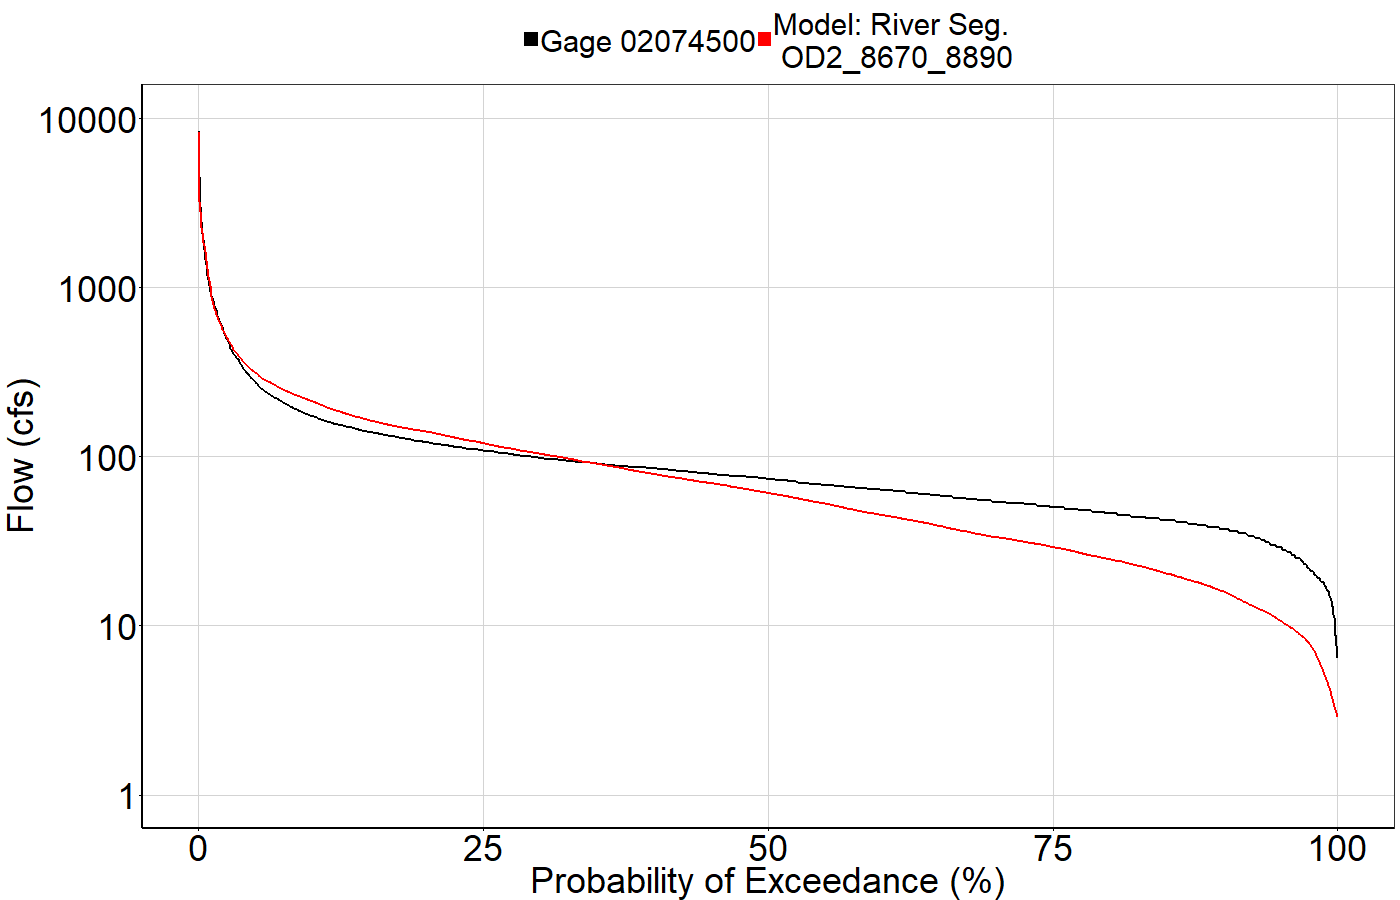 Gage 02074500
Model: River Seg.
OD2_8670_8890
10000
1000
100
10
1
Flow (cfs)
0 25 50 75 100
Probability of Exceedance (%)